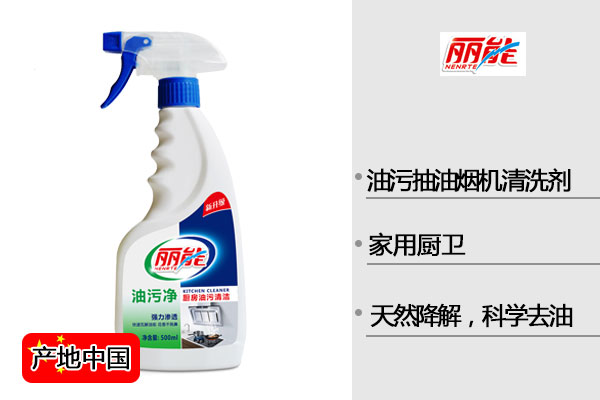 新升级
丽能
NENRTE
油污净
KITCHEN CLEANER
厨房油污清洁
强力渗透
净含量: 500ml
产地中国
丽能
NENRTE
油污抽油烟机清洗剂
家用厨卫
天然降解，科学去油